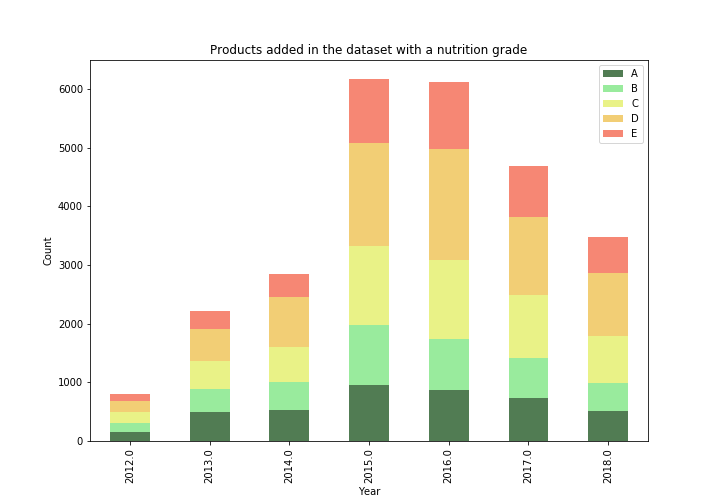 Products added in the dataset with a nutrition grade
A
B
C
D
E
6000
5000
4000
3000
2000
1000
0
Count
2012.0
2013.0
2014.0
2015.0
2016.0
2017.0
2018.0
Year